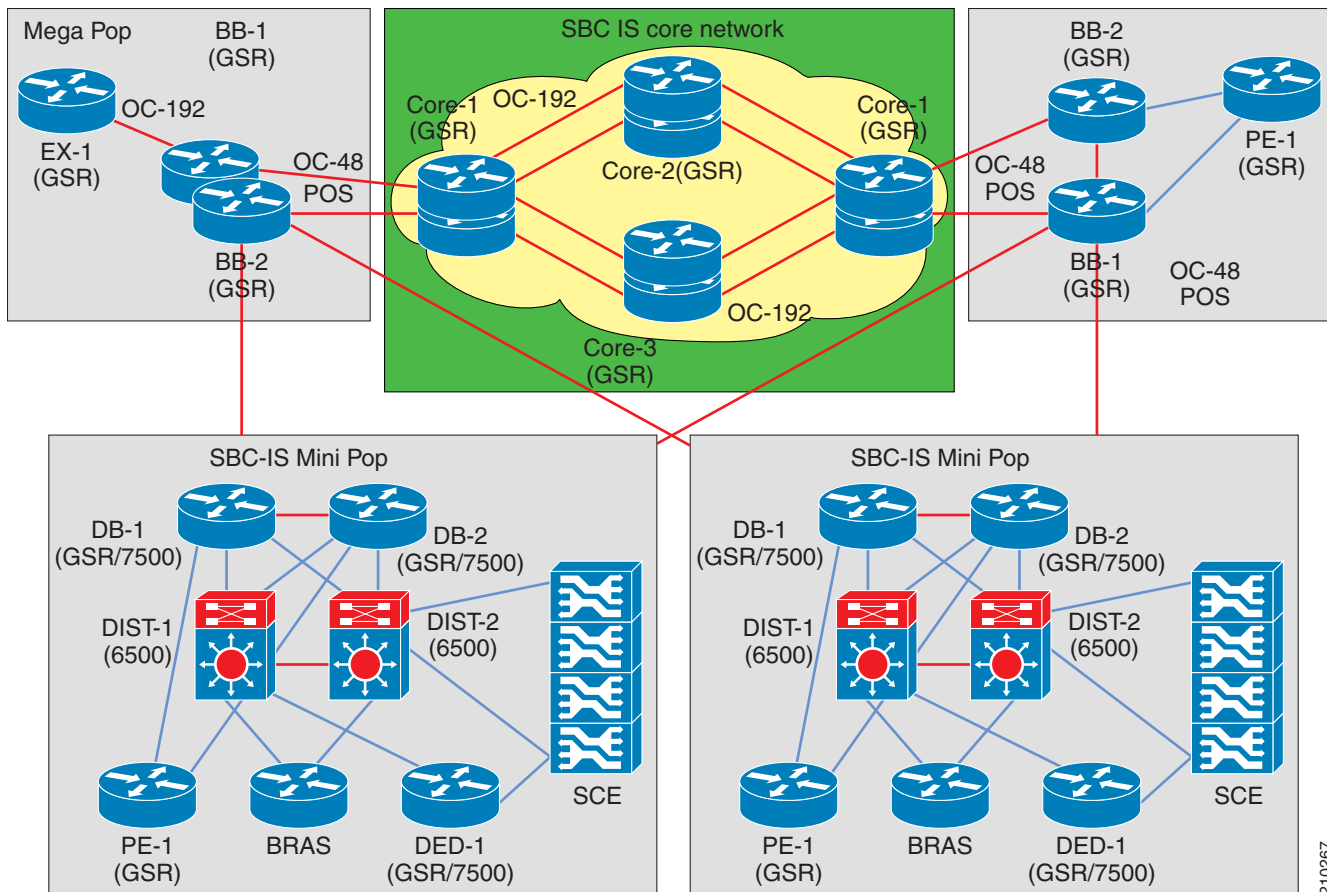 Mega Pop
BB-1
(GSR)
OC-192
EX-1
(GSR)
OC-48
POS
BB-2
(GSR)
SBC IS core network
Core-1
(GSR)
OC-192
Core-2(GSR)
Core-1
(GSR)
OC-192
Core-3
(GSR)
BB-2
(GSR)
PE-1
(GSR)
OC-48
POS
BB-1
(GSR)
OC-48
POS
SBC-IS Mini Pop
DB-1
(GSR/7500)
DB-2
(GSR/7500)
DIST-1
(6500)
DIST-2
(6500)
SCE
PE-1
(GSR)
BRAS
DED-1
(GSR/7500)
SBC-IS Mini Pop
DB-1
(GSR/7500)
DB-2
(GSR/7500)
DIST-1
(6500)
DIST-2
(6500)
SCE
PE-1
(GSR)
BRAS
DED-1
(GSR/7500)
210267